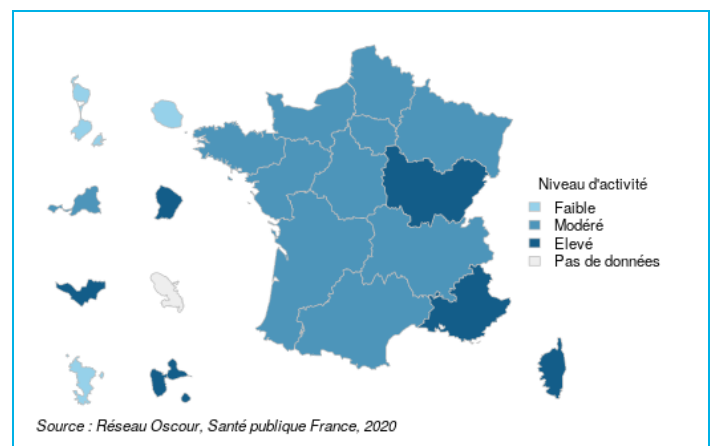 Niveau d'activité
Faible
Modéré
Elevé
Pas de données
Source : Réseau Oscour, Santé publique France, 2020